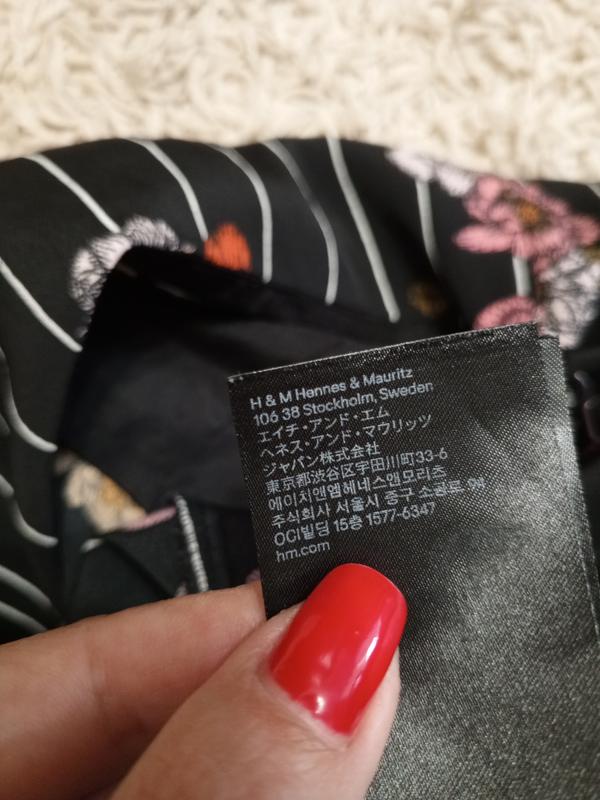 H & M Hennes & Mauritz
106 38 Stockholm, Sweden
エイチ・アンド・エム
ヘネス・アンド・マウリッツ
ジャパン株式会社
東京都渋谷区宇田川町33-6
에이치앤엠헤네스앤모리츠
주식회사 서울시 중구 소공로 94
OCI빌딩 15층 1577-6347
hm.com